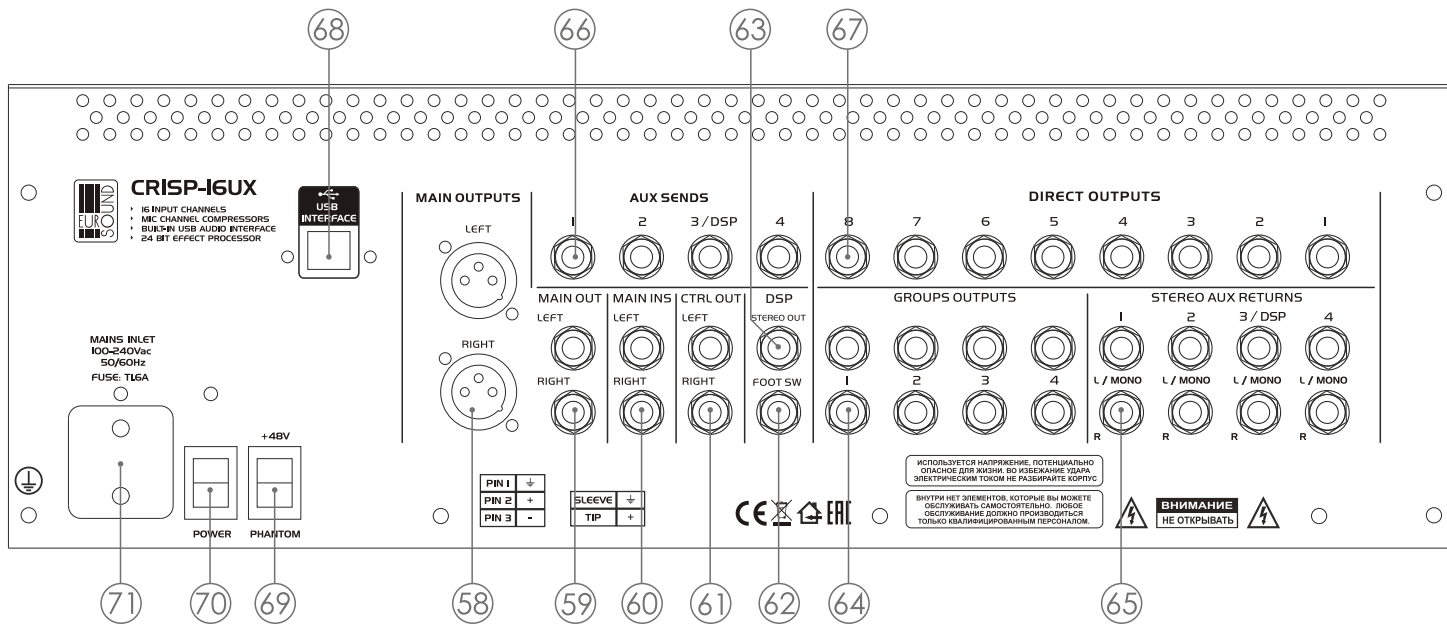 68
66
63
67
EURO SOUND
CRISP-16UX
16 INPUT CHANNELS
MIC CHANNEL COMPRESSORS
BUILT-IN USB AUDIO INTERFACE
24 BIT EFFECT PROCESSOR
USB
INTERFACE
MAIN OUTPUTS
LEFT
RIGHT
AUX SENDS
1 2 3 / DSP 4
DIRECT OUTPUTS
8 7 6 5 4 3 2 1
MAIN OUT
LEFT
RIGHT
MAIN INS
LEFT
RIGHT
CTRL OUT
LEFT
RIGHT
DSP
STEREO OUT
FOOT SW
GROUPS OUTPUTS
1 2 3 4
STEREO AUX RETURNS
1 2 3 / DSP 4
L / MONO L / MONO L / MONO L / MONO
R R R R
MAINS INLET
100-240Vac
50/60Hz
FUSE: T1.6A
+48V
POWER
PHANTOM
PIN 1
PIN 2 +
PIN 3 -
SLEEVE
TIP +
CE
EAC
ИСПОЛЬЗУЕТСЯ НАПРЯЖЕНИЕ, ПОТЕНЦИАЛЬНО
ОПАСНОЕ ДЛЯ ЖИЗНИ. ВО ИЗБЕЖАНИЕ УДАРА
ЭЛЕКТРИЧЕСКИМ ТОКОМ НЕ РАЗБИРАЙТЕ КОРПУС
ВНУТРИ НЕТ ЭЛЕМЕНТОВ, КОТОРЫЕ ВЫ МОЖЕТЕ
ОБСЛУЖИВАТЬ САМОСТОЯТЕЛЬНО. ЛЮБОЕ
ОБСЛУЖИВАНИЕ ДОЛЖНО ПРОИЗВОДИТЬСЯ
ТОЛЬКО КВАЛИФИЦИРОВАННЫМ ПЕРСОНАЛОМ.
ВНИМАНИЕ
НЕ ОТКРЫВАТЬ
71
70
69
58
59
60
61
62
64
65